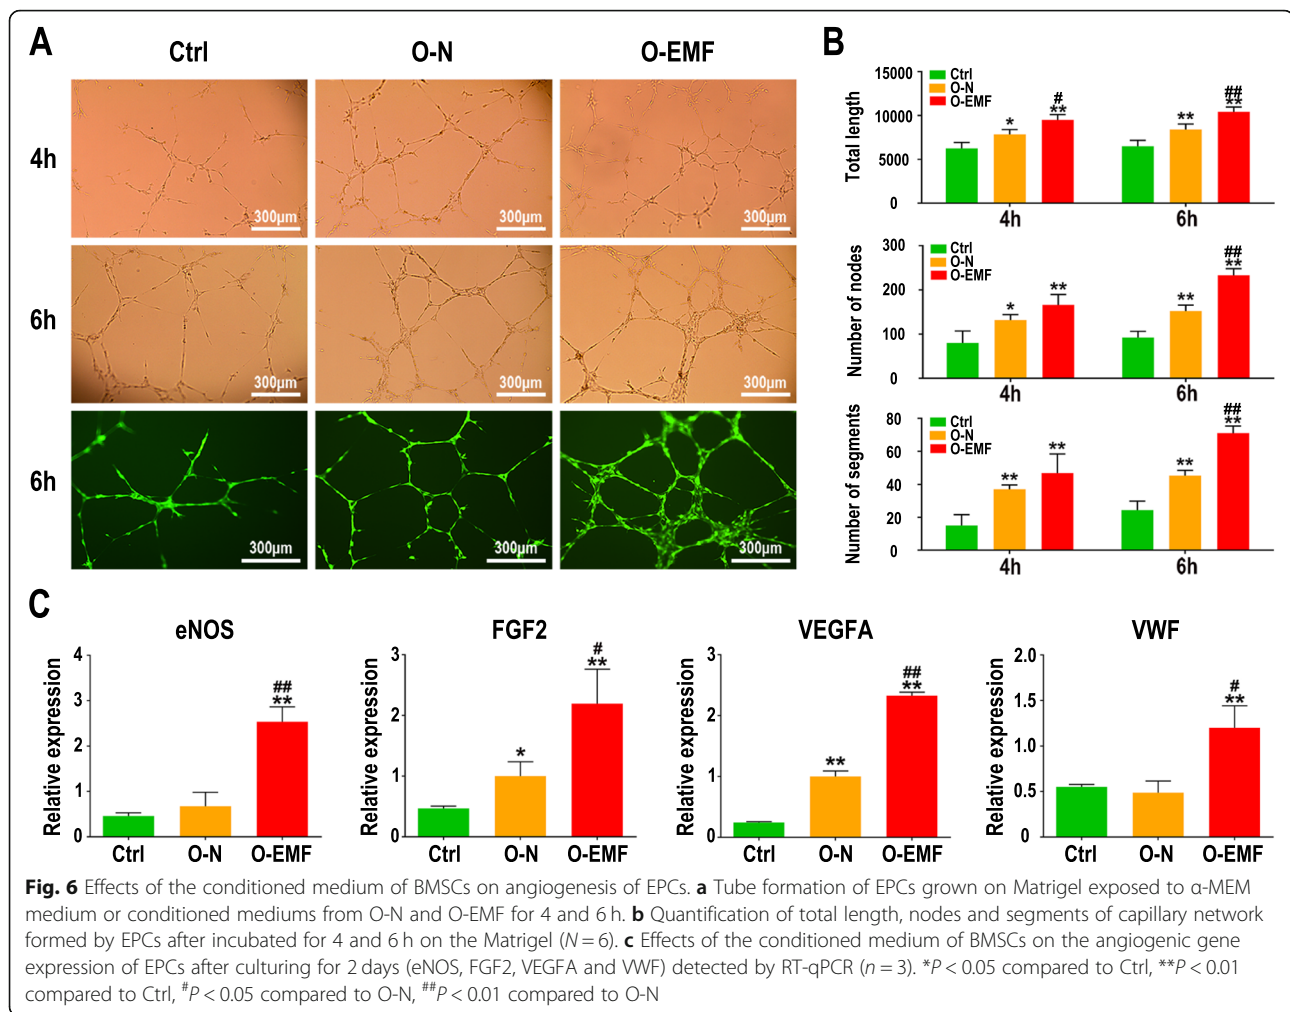 A
Ctrl
O-N
O-EMF
4h
300µm
300µm
300µm
6h
300µm
300µm
300µm
6h
300µm
300µm
300µm
B
Total length
15000
10000
5000
0
Ctrl
O-N
O-EMF
*
#
**
**
##
**
4h
6h
Number of nodes
300
200
100
0
Ctrl
O-N
O-EMF
*
**
**
##
**
4h
6h
Number of segments
80
60
40
20
0
Ctrl
O-N
O-EMF
**
**
**
##
**
4h
6h
C
eNOS
Relative expression
4
3
2
1
0
##
**
Ctrl
O-N
O-EMF
FGF2
Relative expression
3
2
1
0
*
#
**
Ctrl
O-N
O-EMF
VEGFA
Relative expression
3
2
1
0
**
##
**
Ctrl
O-N
O-EMF
VWF
Relative expression
2.0
1.5
1.0
0.5
0
#
**
Ctrl
O-N
O-EMF
Fig. 6 Effects of the conditioned medium of BMSCs on angiogenesis of EPCs. a Tube formation of EPCs grown on Matrigel exposed to α-MEM
medium or conditioned mediums from O-N and O-EMF for 4 and 6 h. b Quantification of total length, nodes and segments of capillary network
formed by EPCs after incubated for 4 and 6 h on the Matrigel (N = 6). c Effects of the conditioned medium of BMSCs on the angiogenic gene
expression of EPCs after culturing for 2 days (eNOS, FGF2, VEGFA and VWF) detected by RT-qPCR (n = 3). *P < 0.05 compared to Ctrl, **P < 0.01
compared to Ctrl, #P < 0.05 compared to O-N, ##P < 0.01 compared to O-N